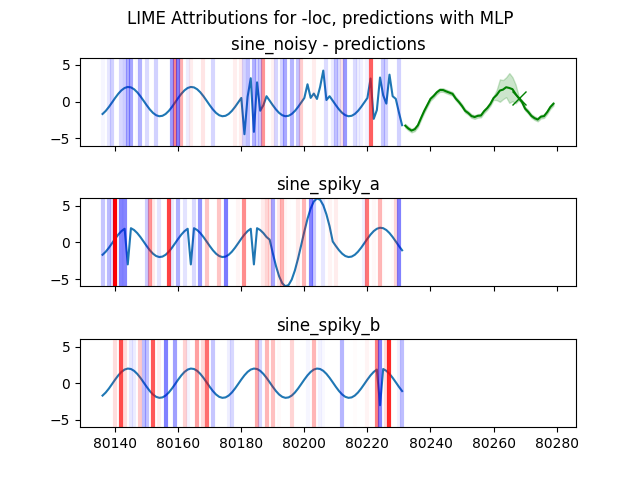 LIME Attributions for -loc, predictions with MLP
sine_noisy - predictions
5
0
−5
sine_spiky_a
5
0
−5
sine_spiky_b
5
0
−5
80140 80160 80180 80200 80220 80240 80260 80280